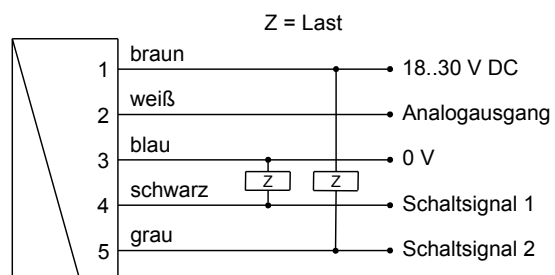 Z = Last
1 braun 18..30 V DC
2 weiß Analogausgang
3 blau 0 V
Z Z
4 schwarz Schaltsignal 1
5 grau Schaltsignal 2